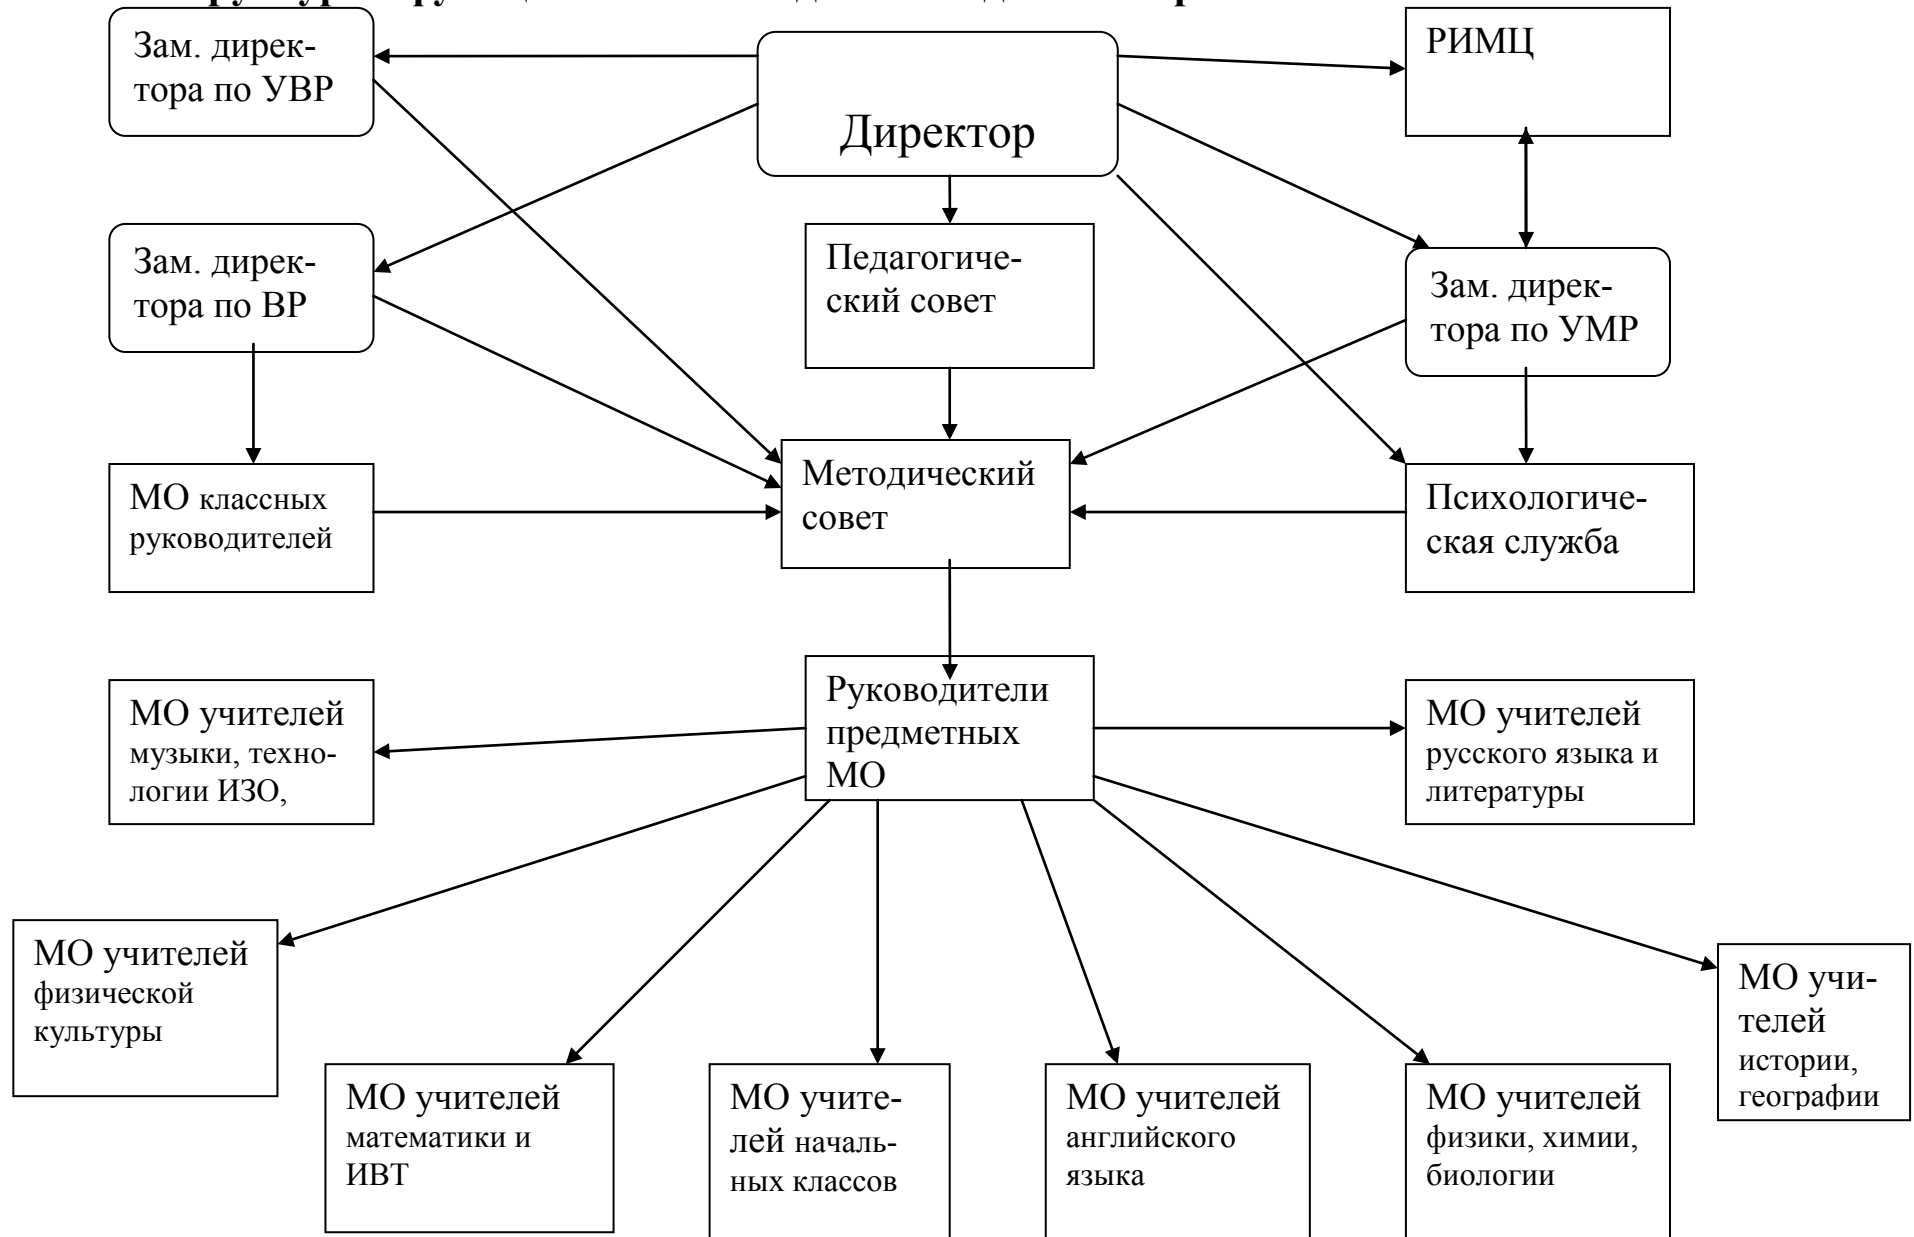 Зам. дирек-
тора по УВР
Директор
РИМЦ
Зам. дирек-
тора по ВР
Педагогиче-
ский совет
Зам. дирек-
тора по УМР
МО классных
руководителей
Методический
совет
Психологиче-
ская служба
МО учителей
музыки, техно-
логии ИЗО,
Руководители
предметных
МО
МО учителей
русского языка и
литературы
МО учителей
физической
культуры
МО учителей
математики и
ИВТ
МО учите-
лей началь-
ных классов
МО учителей
английского
языка
МО учителей
физики, химии,
биологии
МО учи-
телей
истории,
географии